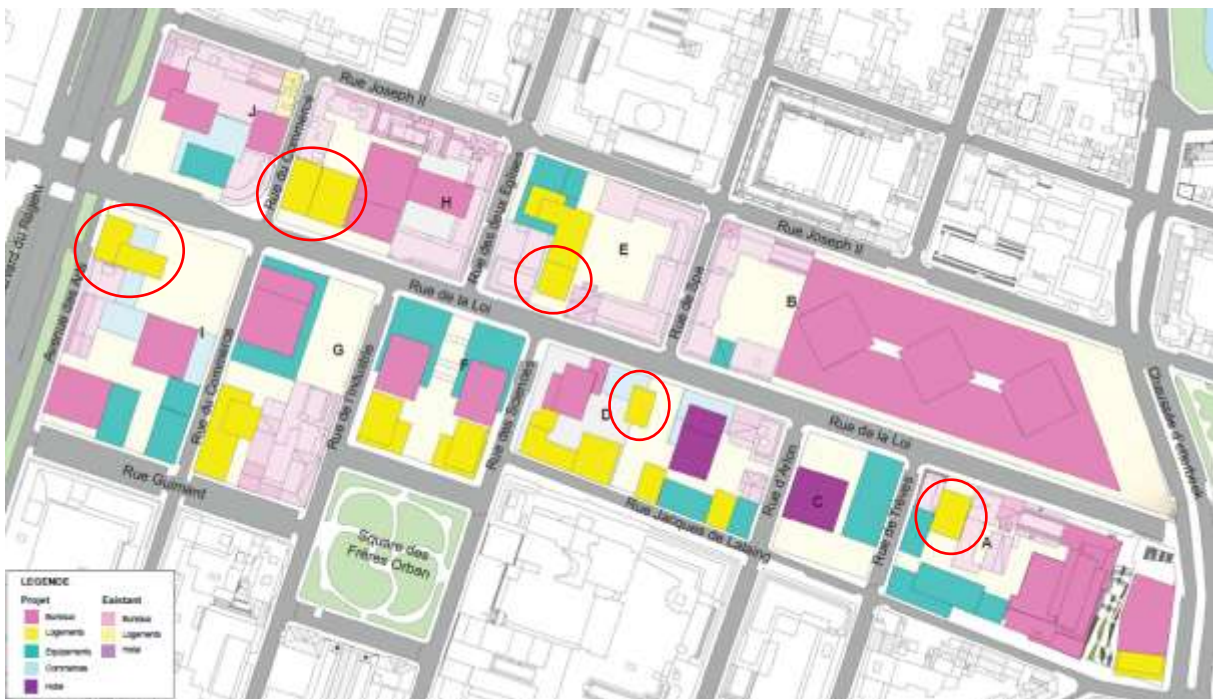 Rue Joseph II
J
Rue du Commerce
H
Rue des deux Eglises
E
Rue Joseph II
Rue de Spa
B
Avenue des Arts
I
Rue de la Loi
G
F
Rue du Commerce
Rue de l'Industrie
Rue des Sciences
D
Rue de la Loi
Rue d'Arlon
C
Rue de Trèves
A
Chaussée d'Etterbeek
Rue Guimard
Rue Jacques de Lalaing
Square des
Frères Orban
LEGENDE
Projet
Existant
Bureaux
Bureaux
Logements
Logements
Equipements
Hotel
Commerces
Hotel